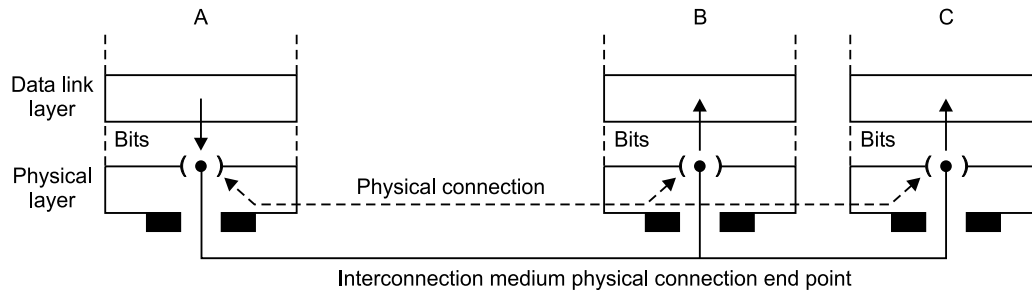 A
B
C
Data link
layer
Bits
Bits
Bits
Physical
layer
Physical connection
Interconnection medium physical connection end point